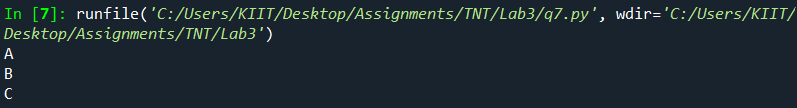 In [7]: runfile('C:/Users/KIIT/Desktop/Assignments/TNT/Lab3/q7.py', wdir='C:/Users/KIIT/
Desktop/Assignments/TNT/Lab3')
A
B
C